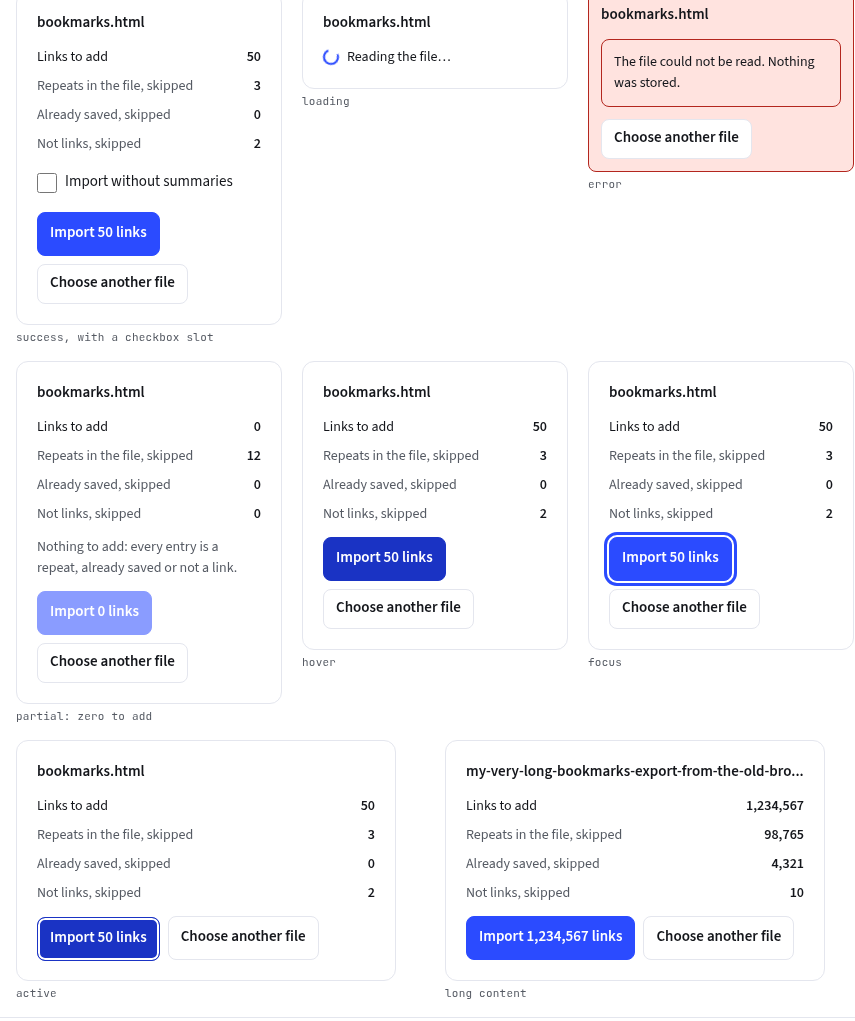 bookmarks.html
Links to add 50
Repeats in the file, skipped 3
Already saved, skipped 0
Not links, skipped 2
Import without summaries
Import 50 links
Choose another file
success, with a checkbox slot
bookmarks.html
Reading the file…
loading
bookmarks.html
The file could not be read. Nothing
was stored.
Choose another file
error
bookmarks.html
Links to add 0
Repeats in the file, skipped 12
Already saved, skipped 0
Not links, skipped 0
Nothing to add: every entry is a
repeat, already saved or not a link.
Import 0 links
Choose another file
partial: zero to add
bookmarks.html
Links to add 50
Repeats in the file, skipped 3
Already saved, skipped 0
Not links, skipped 2
Import 50 links
Choose another file
hover
bookmarks.html
Links to add 50
Repeats in the file, skipped 3
Already saved, skipped 0
Not links, skipped 2
Import 50 links
Choose another file
focus
bookmarks.html
Links to add 50
Repeats in the file, skipped 3
Already saved, skipped 0
Not links, skipped 2
Import 50 links Choose another file
active
my-very-long-bookmarks-export-from-the-old-bro...
Links to add 1,234,567
Repeats in the file, skipped 98,765
Already saved, skipped 4,321
Not links, skipped 10
Import 1,234,567 links Choose another file
long content